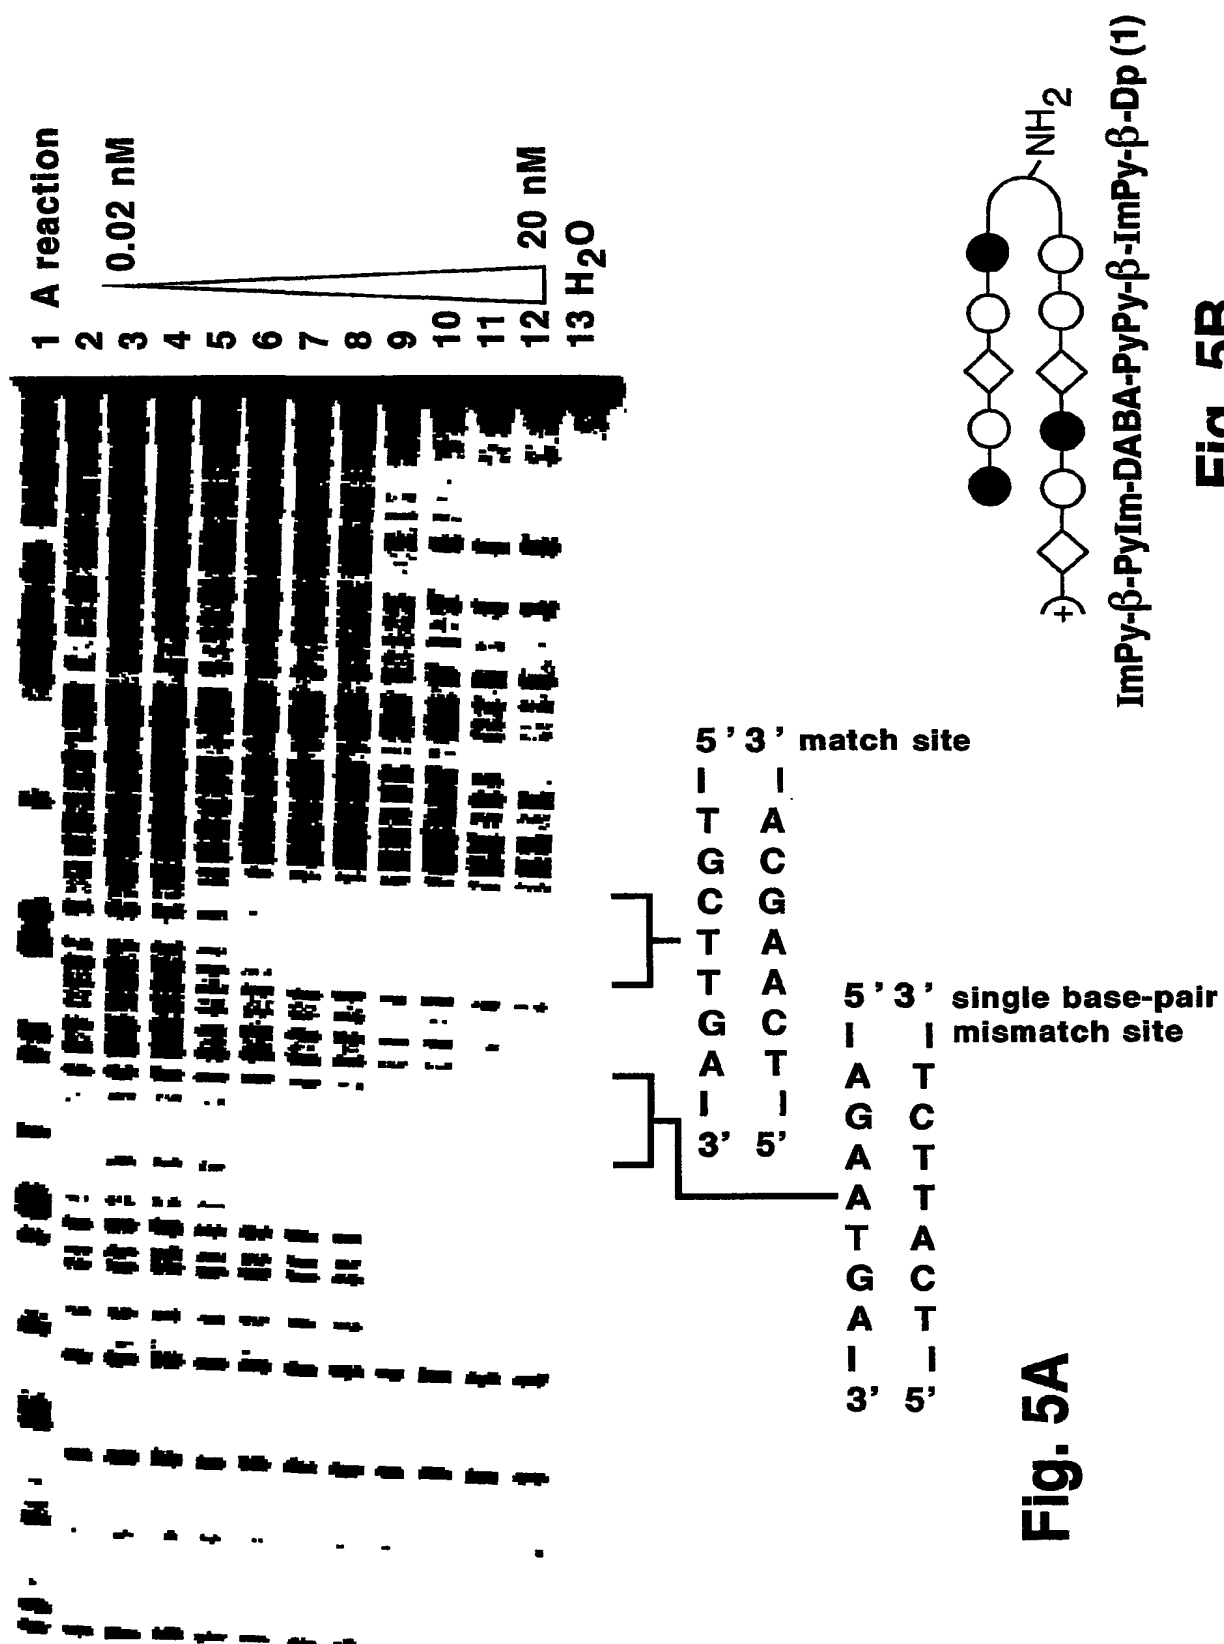 1 A reaction
2
3 0.02 nM
4
5
6
7
8
9
10
11
12 20 nM
13 H2O
5' 3' match site
T A
G C
C G
T A
T A
G C
A T
3' 5'
5' 3' single base-pair
mismatch site
A T
G C
A T
A T
T A
G C
A T
3' 5'
Fig. 5A
NH2
+
ImPy-β-PyIm-DABA-PyPy-β-ImPy-β-Dp (1)
Fig. 5B